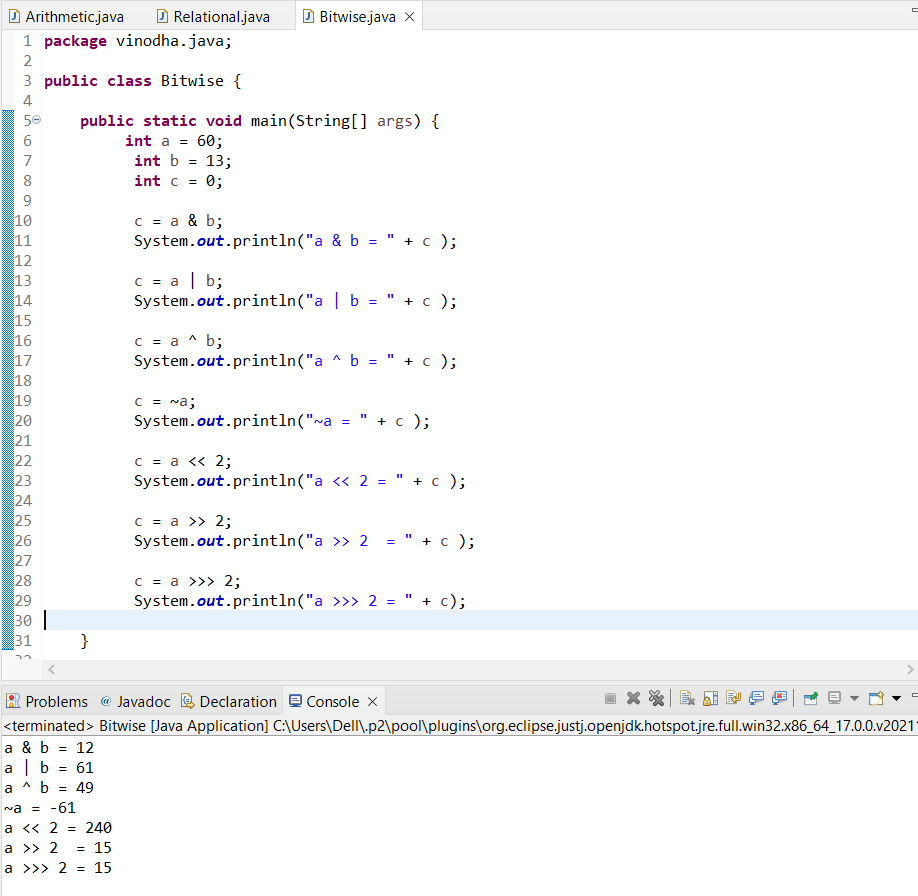 Arithmetic.java Relational.java Bitwise.java
1 package vinodha.java;
2
3 public class Bitwise {
4
5 public static void main(String[] args) {
6 int a = 60;
7 int b = 13;
8 int c = 0;
9
10 c = a & b;
11 System.out.println("a & b = " + c );
12
13 c = a | b;
14 System.out.println("a | b = " + c );
15
16 c = a ^ b;
17 System.out.println("a ^ b = " + c );
18
19 c = ~a;
20 System.out.println("~a = " + c );
21
22 c = a << 2;
23 System.out.println("a << 2 = " + c );
24
25 c = a >> 2;
26 System.out.println("a >> 2  = " + c );
27
28 c = a >>> 2;
29 System.out.println("a >>> 2 = " + c);
30
31 }
32
Problems @ Javadoc Declaration Console
<terminated> Bitwise [Java Application] C:\Users\Dell\.p2\pool\plugins\org.eclipse.justj.openjdk.hotspot.jre.full.win32.x86_64_17.0.0.v2021
a & b = 12
a | b = 61
a ^ b = 49
~a = -61
a << 2 = 240
a >> 2  = 15
a >>> 2 = 15